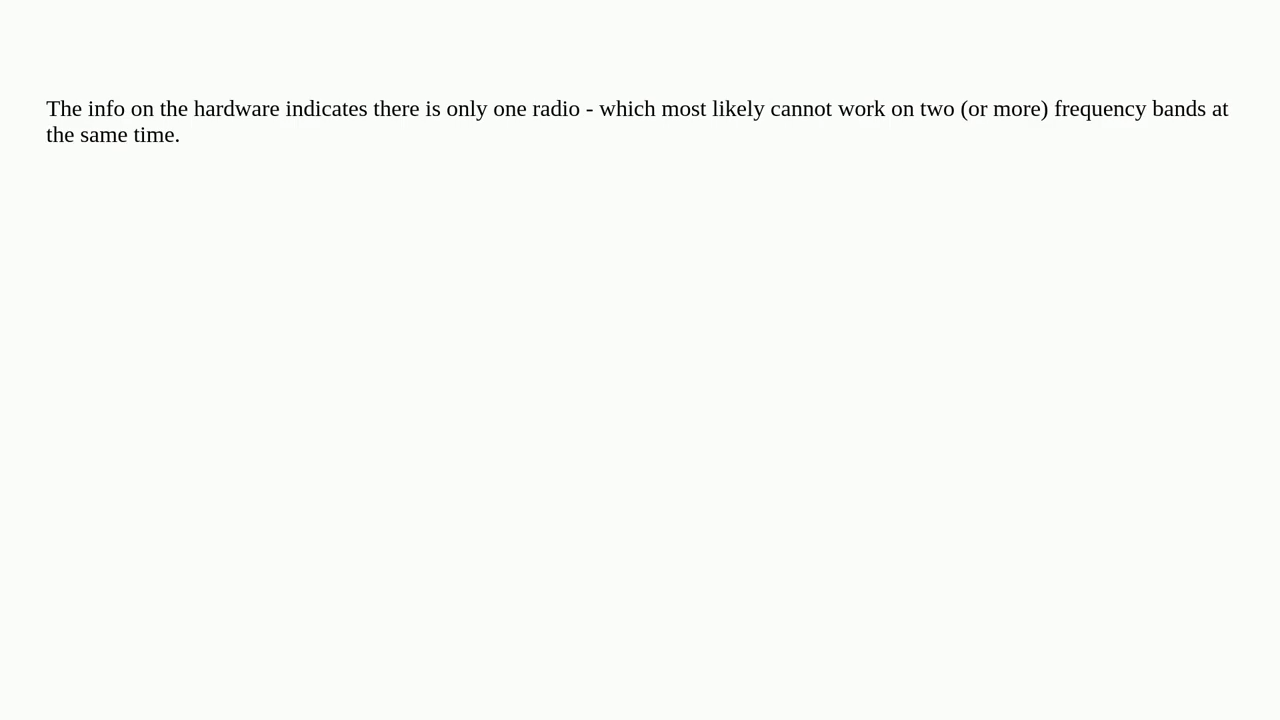 The info on the hardware indicates there is only one radio - which most likely cannot work on two (or more) frequency bands at
the same time.